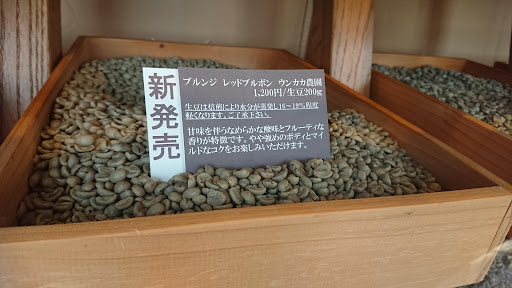 新発売
ブルンジ レッドブルボン ウンカカ農園
1,200円/生豆200g
生豆は焙煎により水分が蒸発し16~18%程度
軽くなります。ご了承下さい。
甘味を伴うなめらかな酸味とフルーティな
香りが特徴です。やや強めのボディとマイ
ルドなコクをお楽しみいただけます。